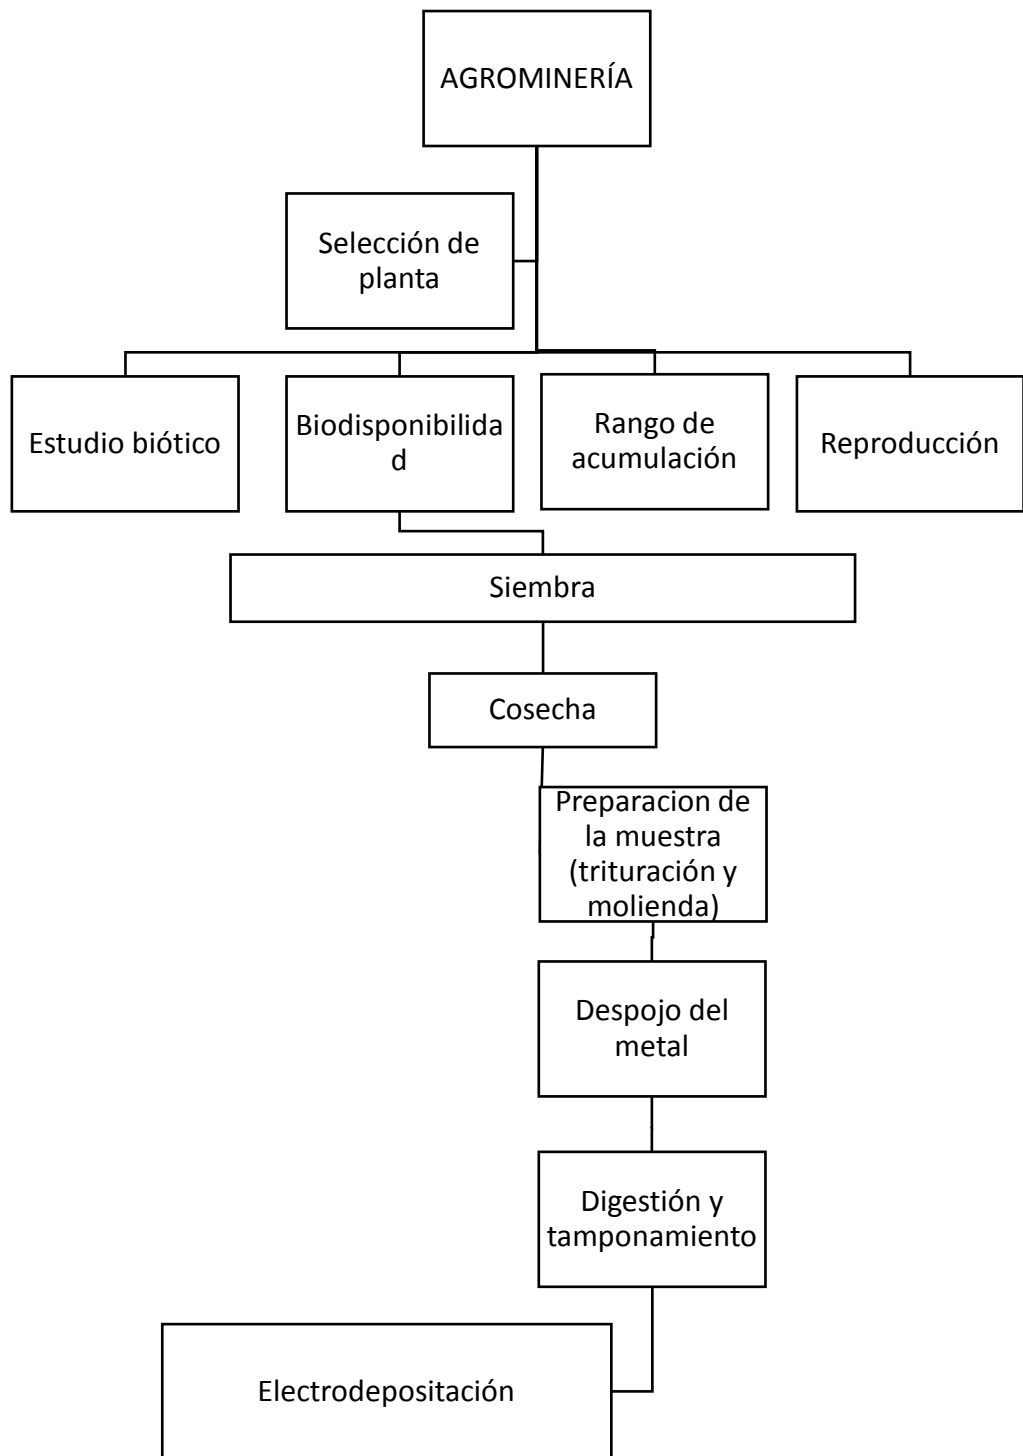 AGROMINERÍA
Selección de
planta
Estudio biótico
Biodisponibilida
d
Rango de
acumulación
Reproducción
Siembra
Cosecha
Preparacion de
la muestra
(trituración y
molienda)
Despojo del
metal
Digestión y
tamponamiento
Electrodepositación